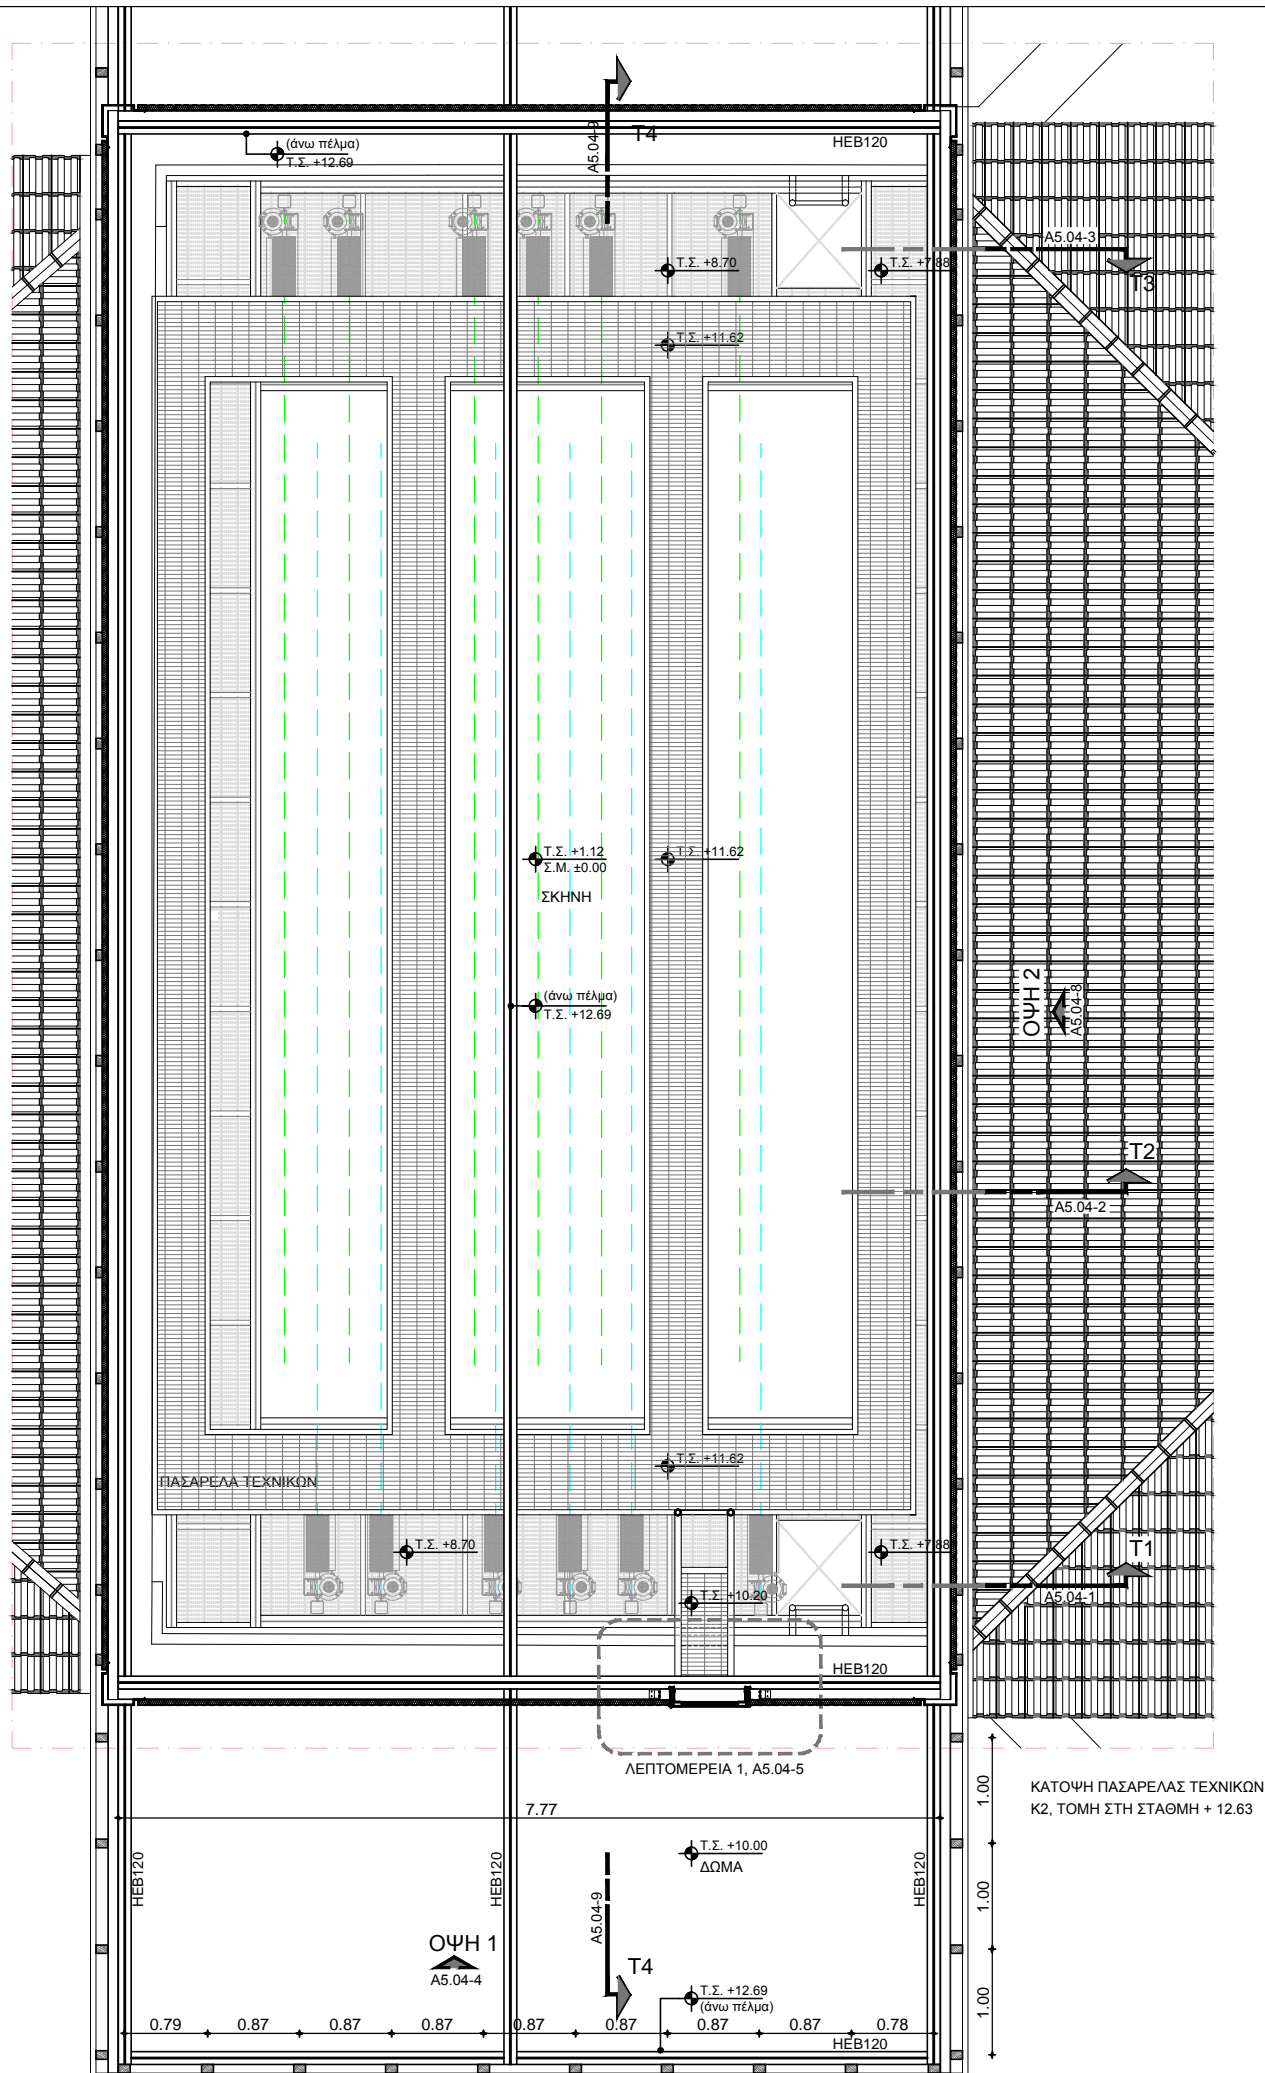 A5.04-9
T4
(άνω πέλμα)
Τ.Σ. +12.69
HEB120
A5.04-3
T3
Τ.Σ. +8.70
Τ.Σ. +7.88
Τ.Σ. +11.62
Τ.Σ. +1.12
Σ.Μ. ±0.00
ΣΚΗΝΗ
Τ.Σ. +11.62
(άνω πέλμα)
Τ.Σ. +12.69
ΟΨΗ 2
A5.04-8
T2
A5.04-2
Τ.Σ. +11.62
ΠΑΣΑΡΕΛΑ ΤΕΧΝΙΚΩΝ
Τ.Σ. +8.70
Τ.Σ. +7.88
T1
A5.04-1
Τ.Σ. +10.20
HEB120
ΛΕΠΤΟΜΕΡΕΙΑ 1, A5.04-5
ΚΑΤΟΨΗ ΠΑΣΑΡΕΛΑΣ ΤΕΧΝΙΚΩΝ
Κ2, ΤΟΜΗ ΣΤΗ ΣΤΑΘΜΗ + 12.63
7.77
1.00
1.00
1.00
Τ.Σ. +10.00
ΔΩΜΑ
HEB120
HEB120
HEB120
A5.04-9
T4
ΟΨΗ 1
A5.04-4
Τ.Σ. +12.69
(άνω πέλμα)
0.79
0.87
0.87
0.87
0.87
0.87
0.87
0.87
0.78
HEB120